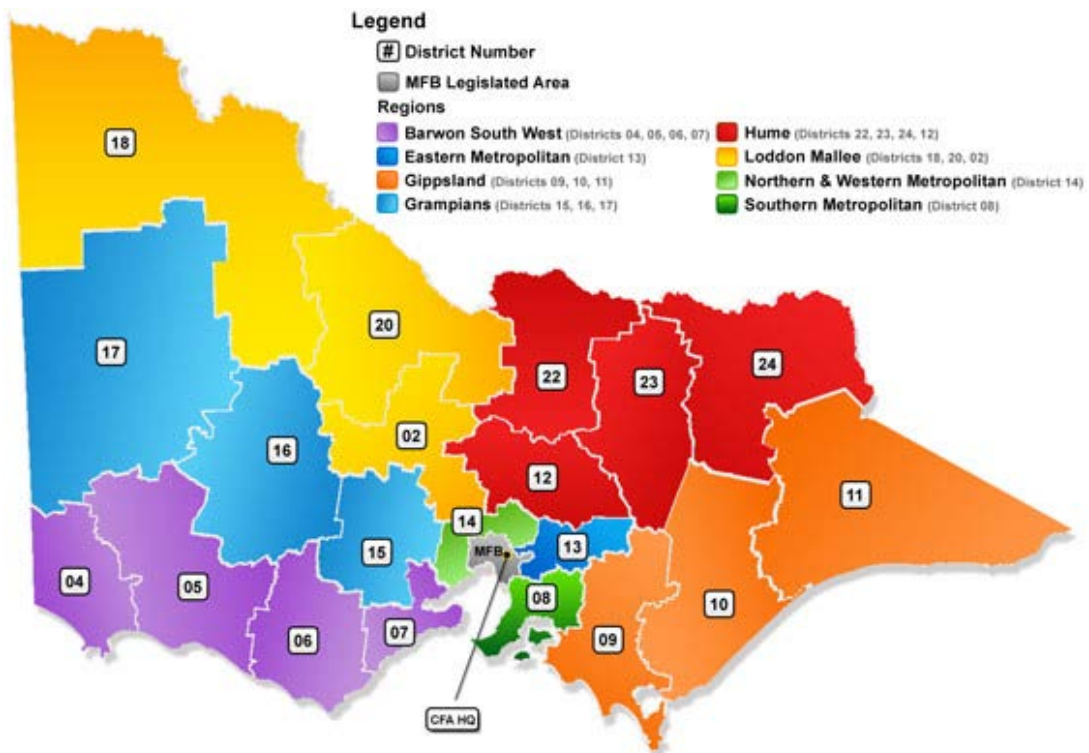 Legend
# District Number
MFB Legislated Area
Regions
Barwon South West (Districts 04, 05, 06, 07)
Eastern Metropolitan (District 13)
Gippsland (Districts 09, 10, 11)
Grampians (Districts 15, 16, 17)
Hume (Districts 22, 23, 24, 12)
Loddon Mallee (Districts 18, 20, 02)
Northern & Western Metropolitan (District 14)
Southern Metropolitan (District 08)
18
17
20
22
23
24
16
02
12
11
14
15
MFB
13
04
05
08
10
06
07
09
CFA HQ